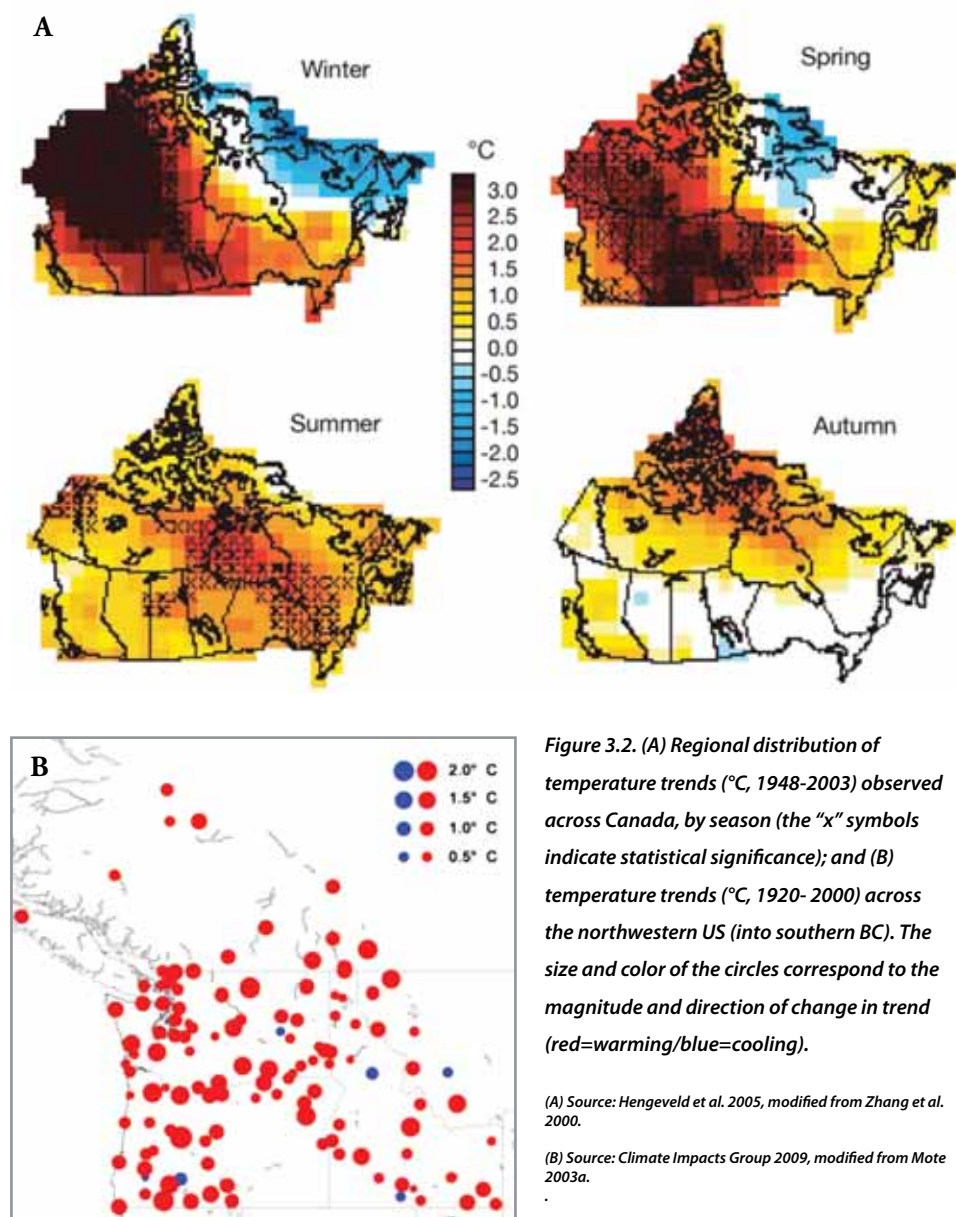 A
Winter
Spring
°C
3.0
2.5
2.0
1.5
1.0
0.5
0.0
-0.5
-1.0
-1.5
-2.0
-2.5
Summer
Autumn
B
2.0° C
1.5° C
1.0° C
0.5° C
Figure 3.2. (A) Regional distribution of
temperature trends (°C, 1948-2003) observed
across Canada, by season (the “x” symbols
indicate statistical significance); and (B)
temperature trends (°C, 1920- 2000) across
the northwestern US (into southern BC). The
size and color of the circles correspond to the
magnitude and direction of change in trend
(red=warming/blue=cooling).
(A) Source: Hengeveld et al. 2005, modified from Zhang et al.
2000.
(B) Source: Climate Impacts Group 2009, modified from Mote
2003a.
.